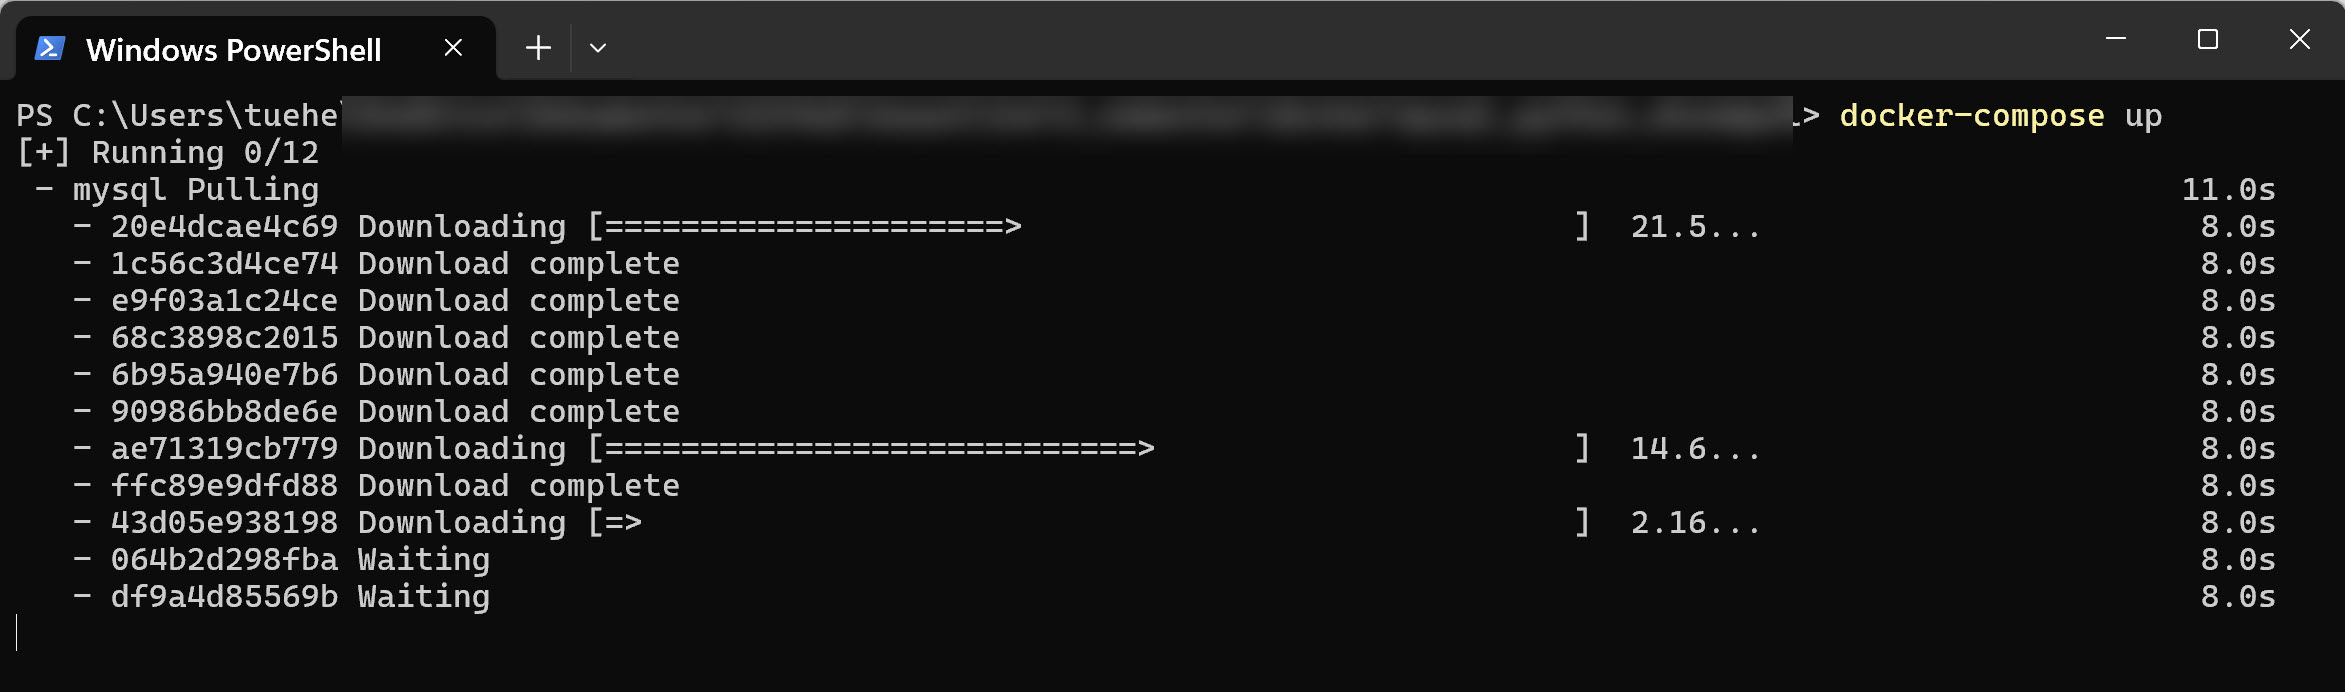 Windows PowerShell
PS C:\Users\tuehe > docker-compose up
[+] Running 0/12
 - mysql Pulling 11.0s
   - 20e4dcae4c69 Downloading [=====================>                             ]  21.5... 8.0s
   - 1c56c3d4ce74 Download complete 8.0s
   - e9f03a1c24ce Download complete 8.0s
   - 68c3898c2015 Download complete 8.0s
   - 6b95a940e7b6 Download complete 8.0s
   - 90986bb8de6e Download complete 8.0s
   - ae71319cb779 Downloading [============================>                      ]  14.6... 8.0s
   - ffc89e9dfd88 Download complete 8.0s
   - 43d05e938198 Downloading [=>                                                 ]  2.16... 8.0s
   - 064b2d298fba Waiting 8.0s
   - df9a4d85569b Waiting 8.0s